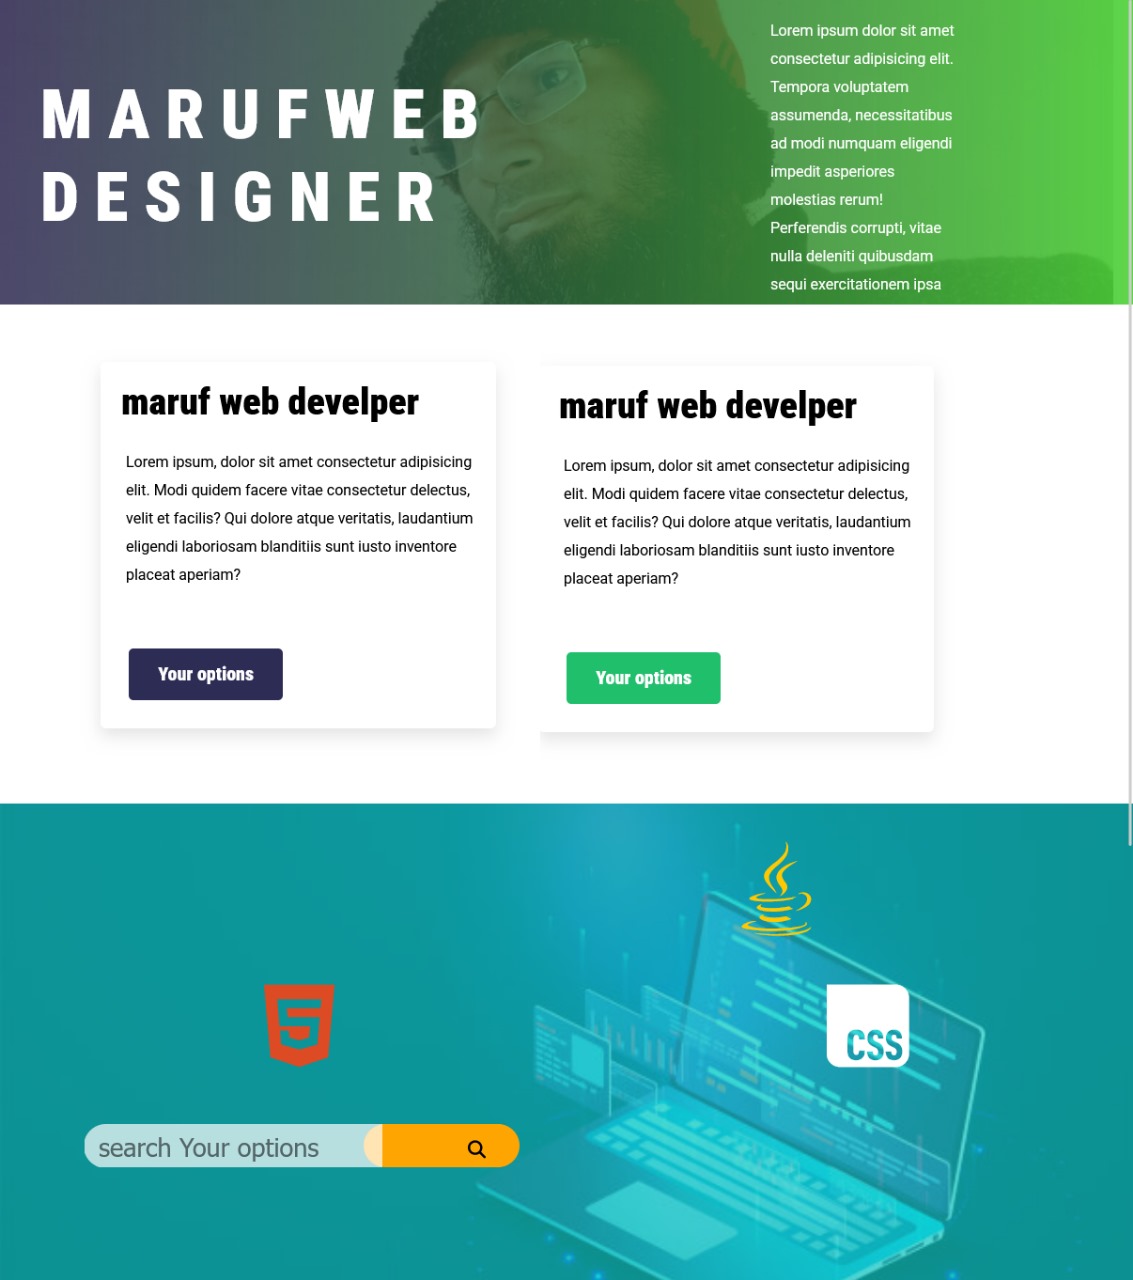 MARUFWEB
DESIGNER
Lorem ipsum dolor sit amet
consectetur adipisicing elit.
Tempora voluptatem
assumenda, necessitatibus
ad modi numquam eligendi
impedit asperiores
molestias rerum!
Perferendis corrupti, vitae
nulla deleniti quibusdam
sequi exercitationem ipsa
maruf web develper
Lorem ipsum, dolor sit amet consectetur adipisicing
elit. Modi quidem facere vitae consectetur delectus,
velit et facilis? Qui dolore atque veritatis, laudantium
eligendi laboriosam blanditiis sunt iusto inventore
placeat aperiam?
Your options
maruf web develper
Lorem ipsum, dolor sit amet consectetur adipisicing
elit. Modi quidem facere vitae consectetur delectus,
velit et facilis? Qui dolore atque veritatis, laudantium
eligendi laboriosam blanditiis sunt iusto inventore
placeat aperiam?
Your options
5
CSS
search Your options